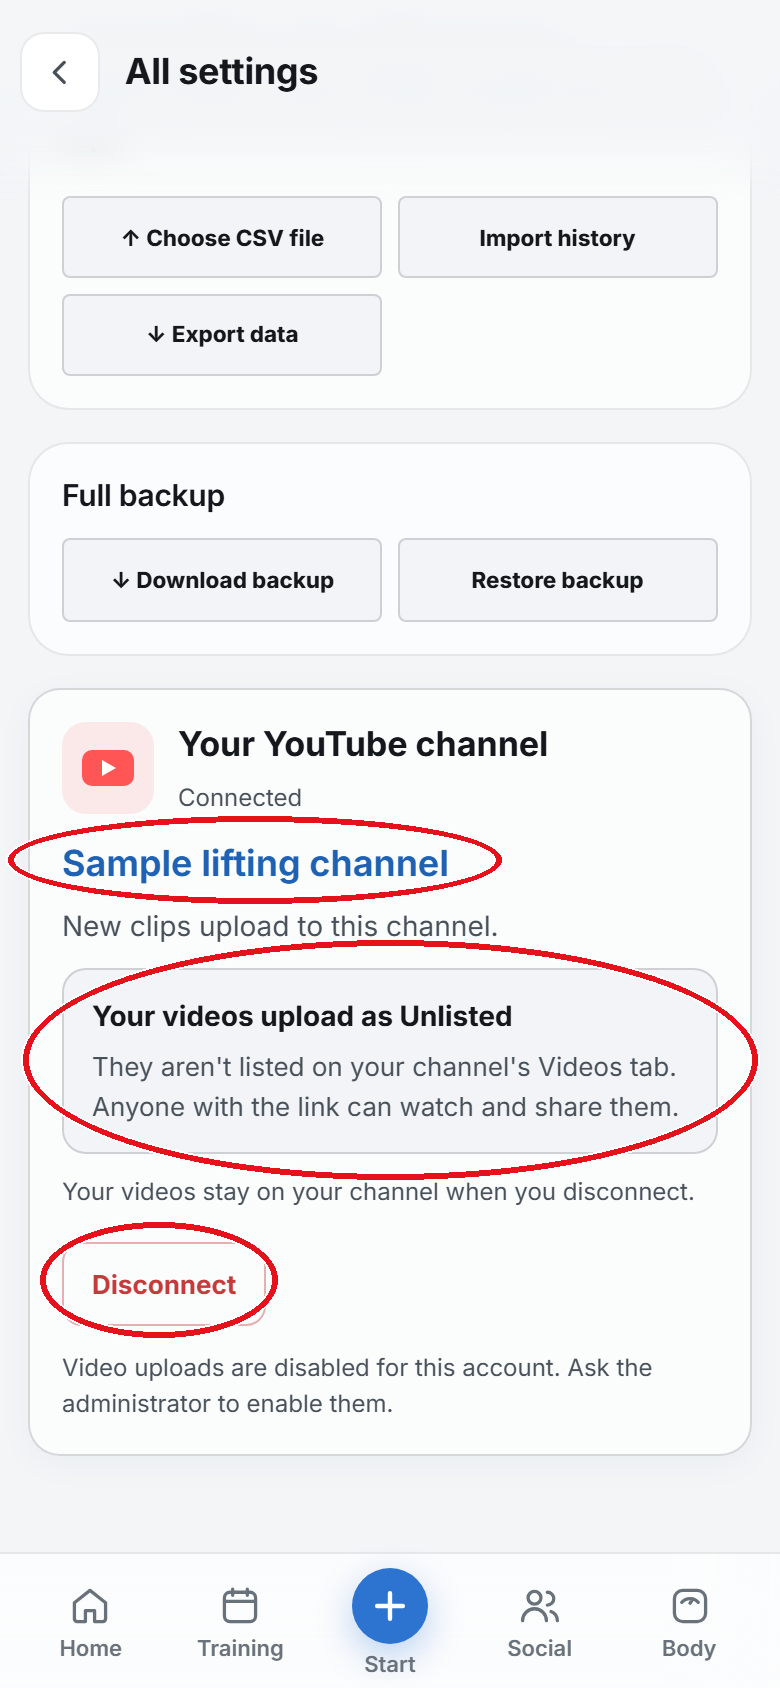 All settings
↑ Choose CSV file
Import history
↓ Export data
Full backup
↓ Download backup
Restore backup
Your YouTube channel
Connected
Sample lifting channel
New clips upload to this channel.
Your videos upload as Unlisted
They aren't listed on your channel's Videos tab.
Anyone with the link can watch and share them.
Your videos stay on your channel when you disconnect.
Disconnect
Video uploads are disabled for this account. Ask the
administrator to enable them.
Home
Training
Start
Social
Body